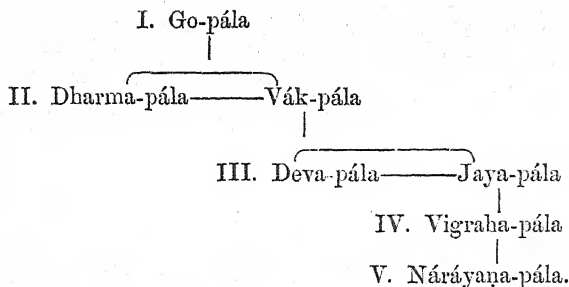 I. Go-pála
II. Dharma-pála——Vák-pála
III. Deva-pála——Jaya-pála
IV. Vigraha-pála
V. Náráyaṇa-pála.